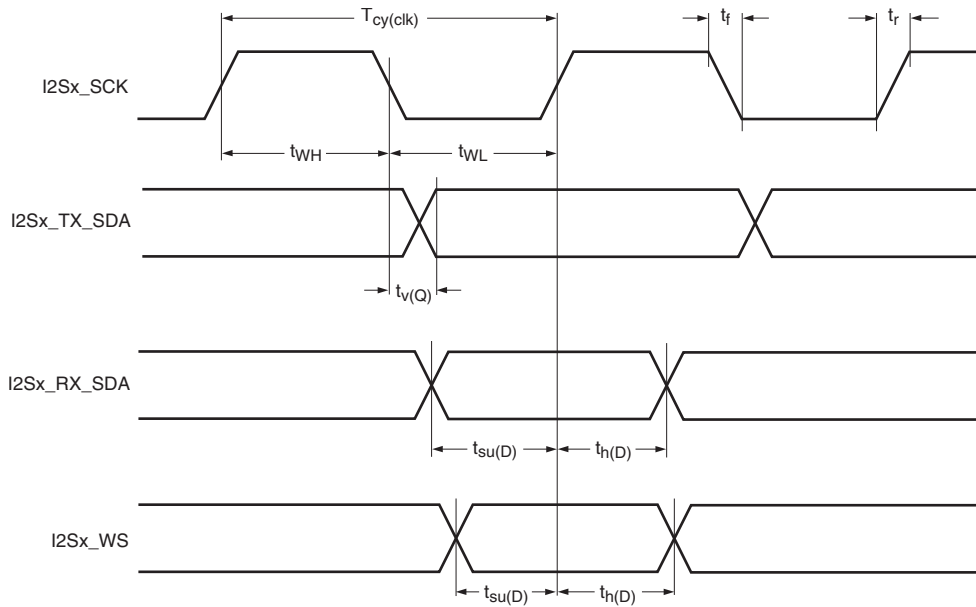 Tcy(clk)
tf
tr
I2Sx_SCK
tWH
tWL
I2Sx_TX_SDA
tv(Q)
I2Sx_RX_SDA
tsu(D)
th(D)
I2Sx_WS
tsu(D)
th(D)